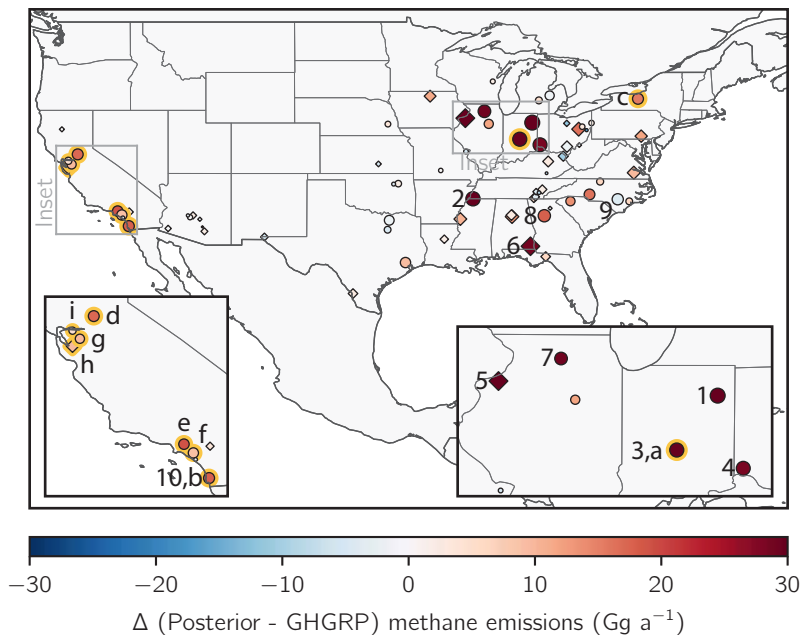 c
Inset
Inset
2
8
9
6
i
d
g
h
e
f
10,b
7
5
1
3,a
4
−30 −20 −10 0 10 20 30
Δ (Posterior - GHGRP) methane emissions (Gg a⁻¹)